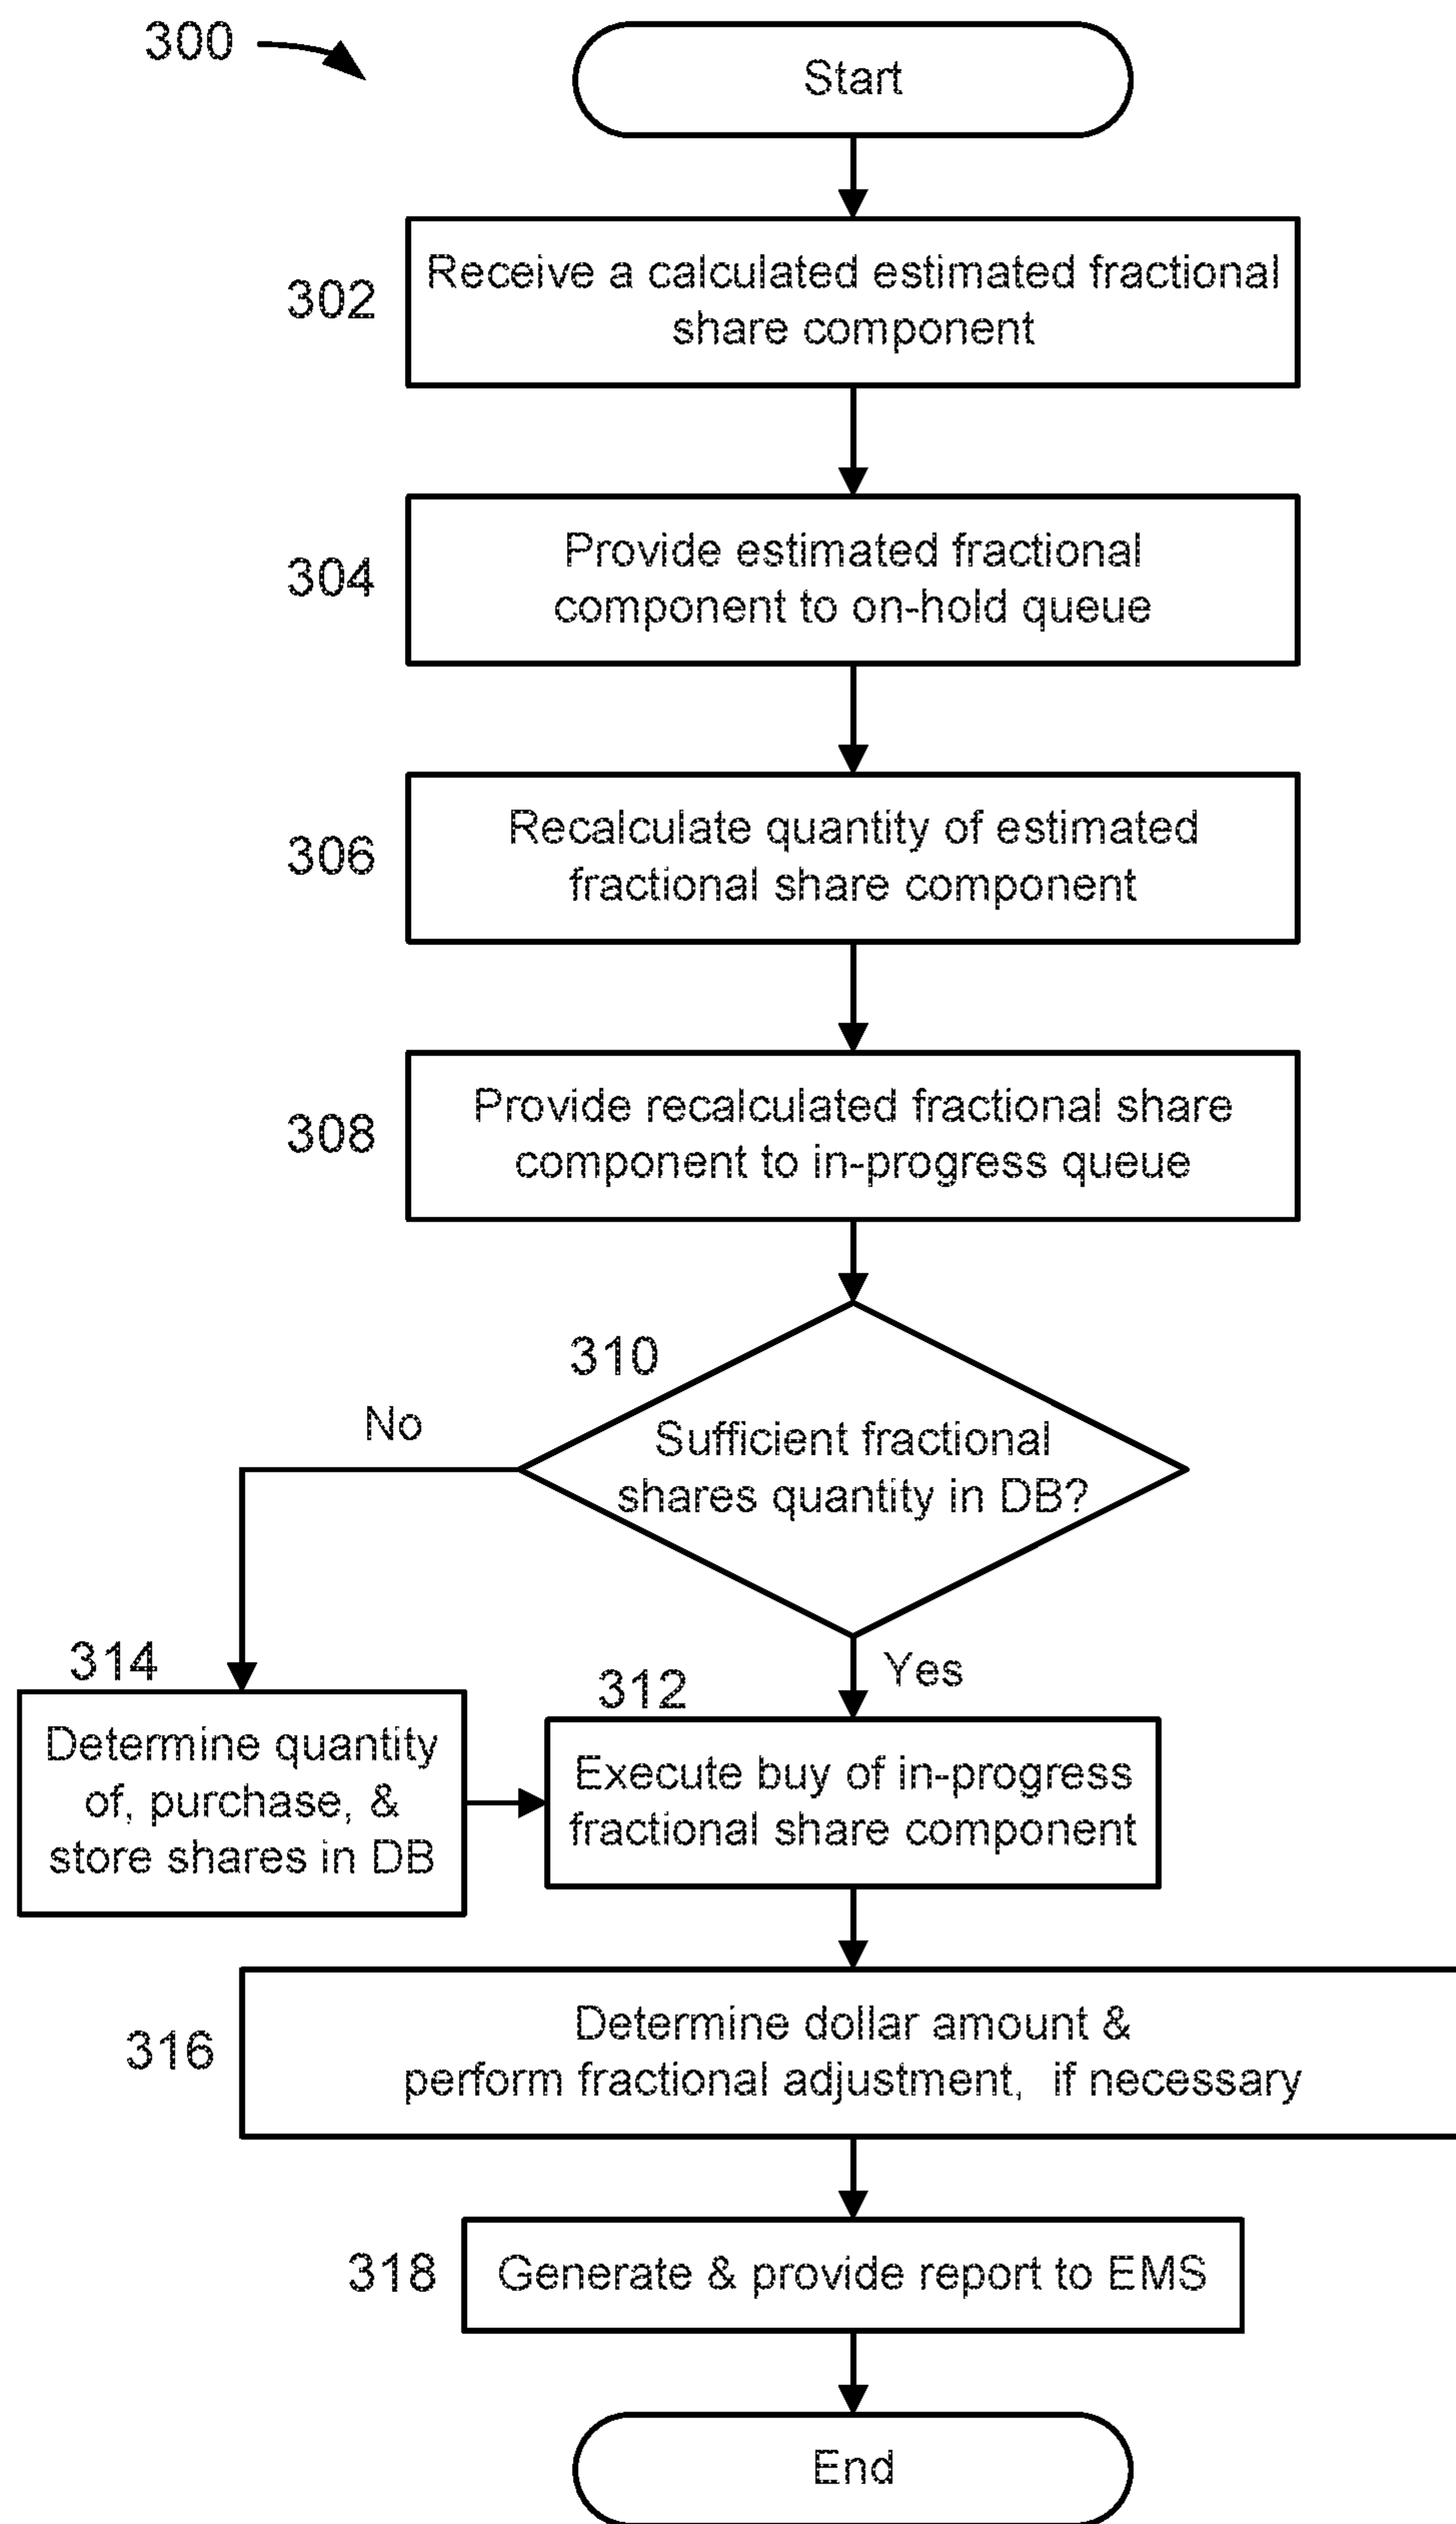 300
Start
302
Receive a calculated estimated fractional
share component
304
Provide estimated fractional
component to on-hold queue
306
Recalculate quantity of estimated
fractional share component
308
Provide recalculated fractional share
component to in-progress queue
310
Sufficient fractional
shares quantity in DB?
No
Yes
314
Determine quantity
of, purchase, &
store shares in DB
312
Execute buy of in-progress
fractional share component
316
Determine dollar amount &
perform fractional adjustment, if necessary
318
Generate & provide report to EMS
End